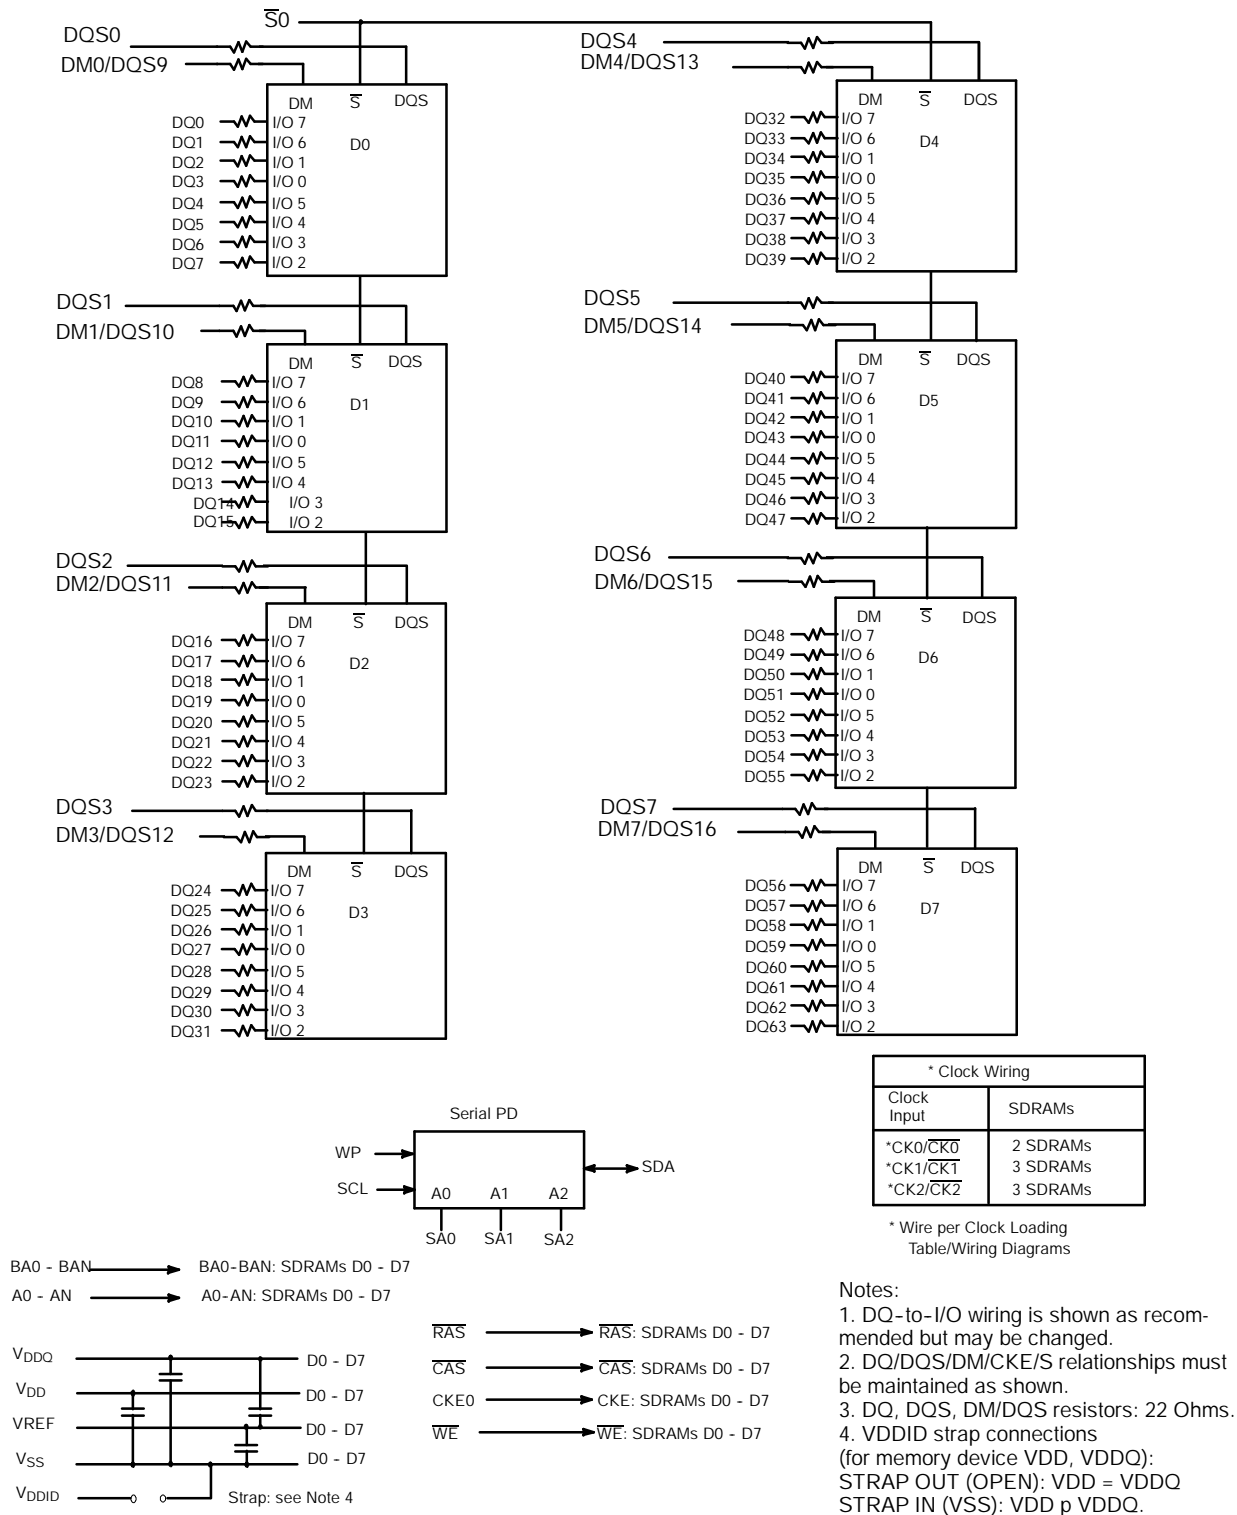 S̅0
DQS0
DM0/DQS9
DM S̅ DQS
D0
DQ0 I/O 7
DQ1 I/O 6
DQ2 I/O 1
DQ3 I/O 0
DQ4 I/O 5
DQ5 I/O 4
DQ6 I/O 3
DQ7 I/O 2
DQS1
DM1/DQS10
DM S̅ DQS
D1
DQ8 I/O 7
DQ9 I/O 6
DQ10 I/O 1
DQ11 I/O 0
DQ12 I/O 5
DQ13 I/O 4
DQ14 I/O 3
DQ15 I/O 2
DQS2
DM2/DQS11
DM S̅ DQS
D2
DQ16 I/O 7
DQ17 I/O 6
DQ18 I/O 1
DQ19 I/O 0
DQ20 I/O 5
DQ21 I/O 4
DQ22 I/O 3
DQ23 I/O 2
DQS3
DM3/DQS12
DM S̅ DQS
D3
DQ24 I/O 7
DQ25 I/O 6
DQ26 I/O 1
DQ27 I/O 0
DQ28 I/O 5
DQ29 I/O 4
DQ30 I/O 3
DQ31 I/O 2
DQS4
DM4/DQS13
DM S̅ DQS
D4
DQ32 I/O 7
DQ33 I/O 6
DQ34 I/O 1
DQ35 I/O 0
DQ36 I/O 5
DQ37 I/O 4
DQ38 I/O 3
DQ39 I/O 2
DQS5
DM5/DQS14
DM S̅ DQS
D5
DQ40 I/O 7
DQ41 I/O 6
DQ42 I/O 1
DQ43 I/O 0
DQ44 I/O 5
DQ45 I/O 4
DQ46 I/O 3
DQ47 I/O 2
DQS6
DM6/DQS15
DM S̅ DQS
D6
DQ48 I/O 7
DQ49 I/O 6
DQ50 I/O 1
DQ51 I/O 0
DQ52 I/O 5
DQ53 I/O 4
DQ54 I/O 3
DQ55 I/O 2
DQS7
DM7/DQS16
DM S̅ DQS
D7
DQ56 I/O 7
DQ57 I/O 6
DQ58 I/O 1
DQ59 I/O 0
DQ60 I/O 5
DQ61 I/O 4
DQ62 I/O 3
DQ63 I/O 2
Serial PD
WP
SCL
SDA
A0 A1 A2
SA0 SA1 SA2
* Clock Wiring
Clock
Input
SDRAMs
*CK0/C̅K̅0̅ 2 SDRAMs
*CK1/C̅K̅1̅ 3 SDRAMs
*CK2/C̅K̅2̅ 3 SDRAMs
* Wire per Clock Loading
Table/Wiring Diagrams
BA0 - BAN BA0-BAN: SDRAMs D0 - D7
A0 - AN A0-AN: SDRAMs D0 - D7
VDDQ D0 - D7
VDD D0 - D7
VREF D0 - D7
VSS D0 - D7
VDDID Strap: see Note 4
R̅A̅S̅ R̅A̅S̅: SDRAMs D0 - D7
C̅A̅S̅ C̅A̅S̅: SDRAMs D0 - D7
CKE0 CKE: SDRAMs D0 - D7
W̅E̅ W̅E̅: SDRAMs D0 - D7
Notes:
1. DQ-to-I/O wiring is shown as recom-
mended but may be changed.
2. DQ/DQS/DM/CKE/S relationships must
be maintained as shown.
3. DQ, DQS, DM/DQS resistors: 22 Ohms.
4. VDDID strap connections
(for memory device VDD, VDDQ):
STRAP OUT (OPEN): VDD = VDDQ
STRAP IN (VSS): VDD p VDDQ.